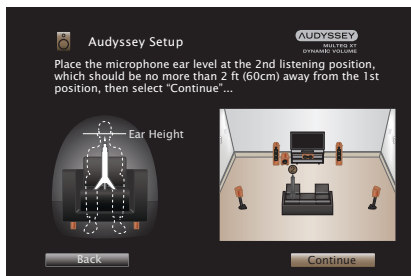 Audyssey Setup
AUDYSSEY
MULTEQ XT
DYNAMIC VOLUME
Place the microphone ear level at the 2nd listening position,
which should be no more than 2 ft (60cm) away from the 1st
position, then select “Continue”...
Ear Height
Back
Continue